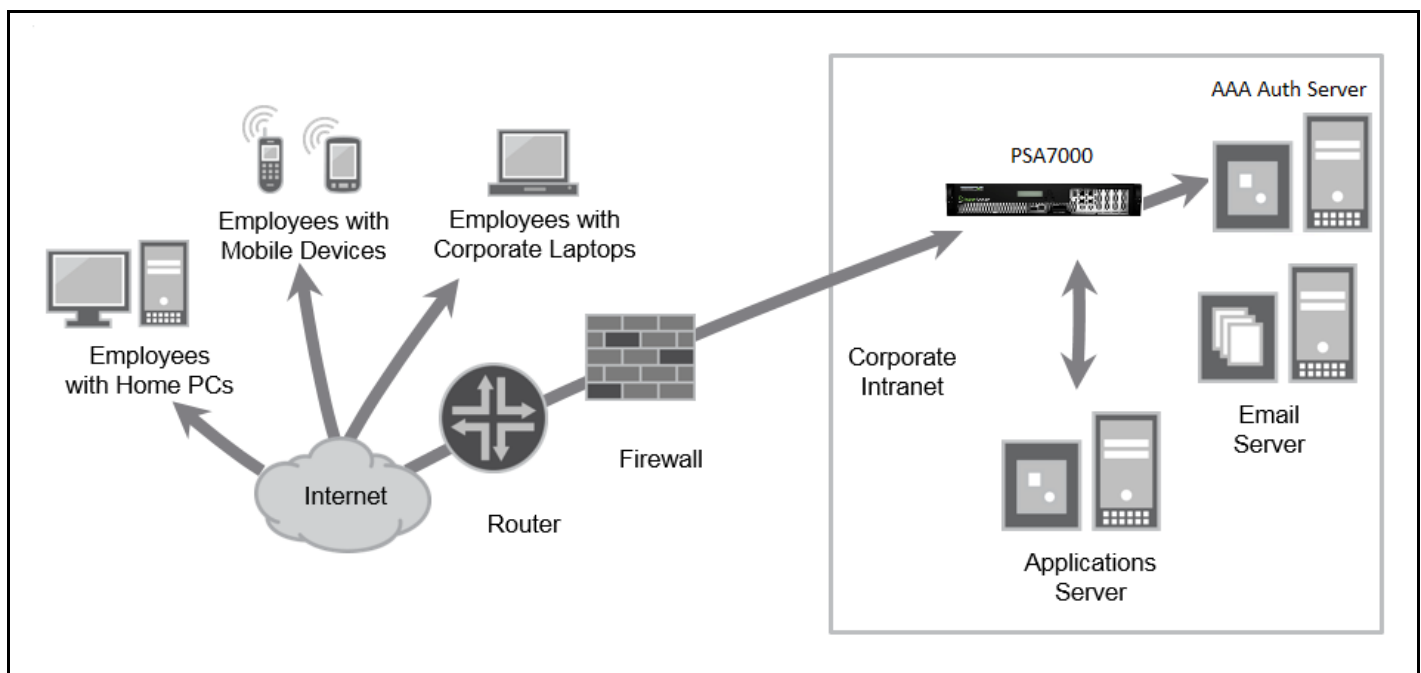 AAA Auth Server
PSA7000
Employees with
Mobile Devices
Employees with
Corporate Laptops
Employees
with Home PCs
Corporate
Intranet
Email
Server
Firewall
Internet
Router
Applications
Server